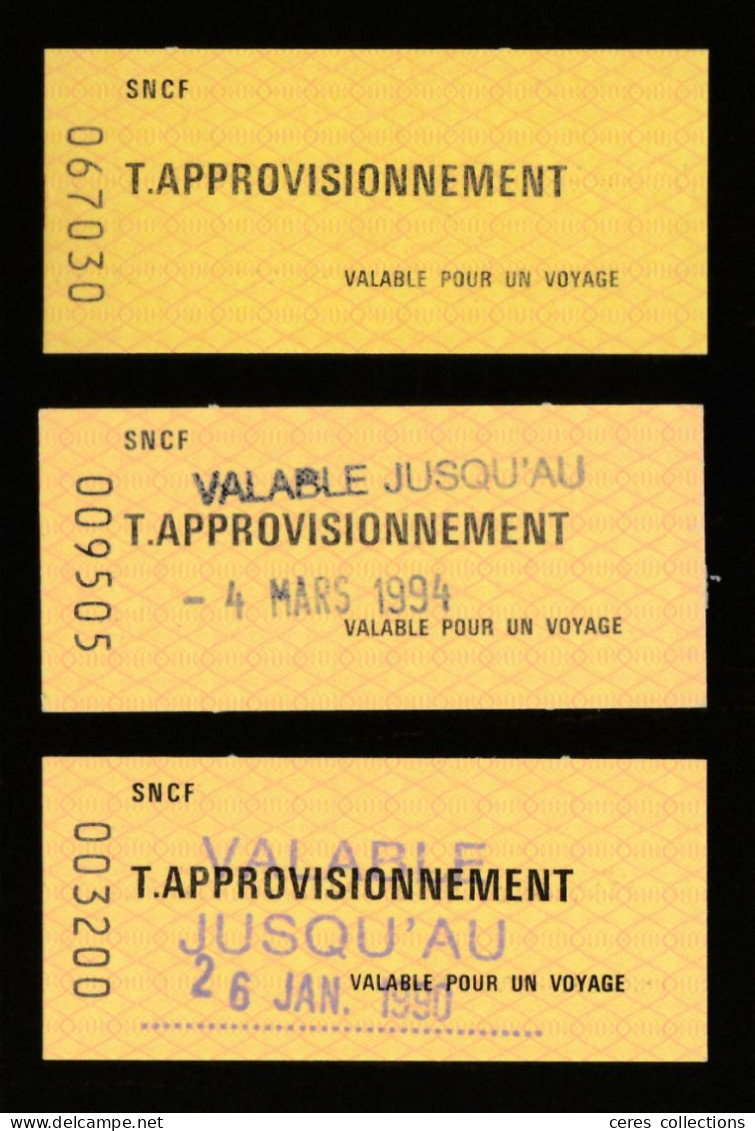 SNCF
067030
T.APPROVISIONNEMENT
VALABLE POUR UN VOYAGE
SNCF
009505
VALABLE JUSQU'AU
T.APPROVISIONNEMENT
- 4 MARS 1994
VALABLE POUR UN VOYAGE
SNCF
003200
VALABLE
T.APPROVISIONNEMENT
JUSQU'AU
26 JAN. 1990
VALABLE POUR UN VOYAGE
delcampe.net
ceres collections